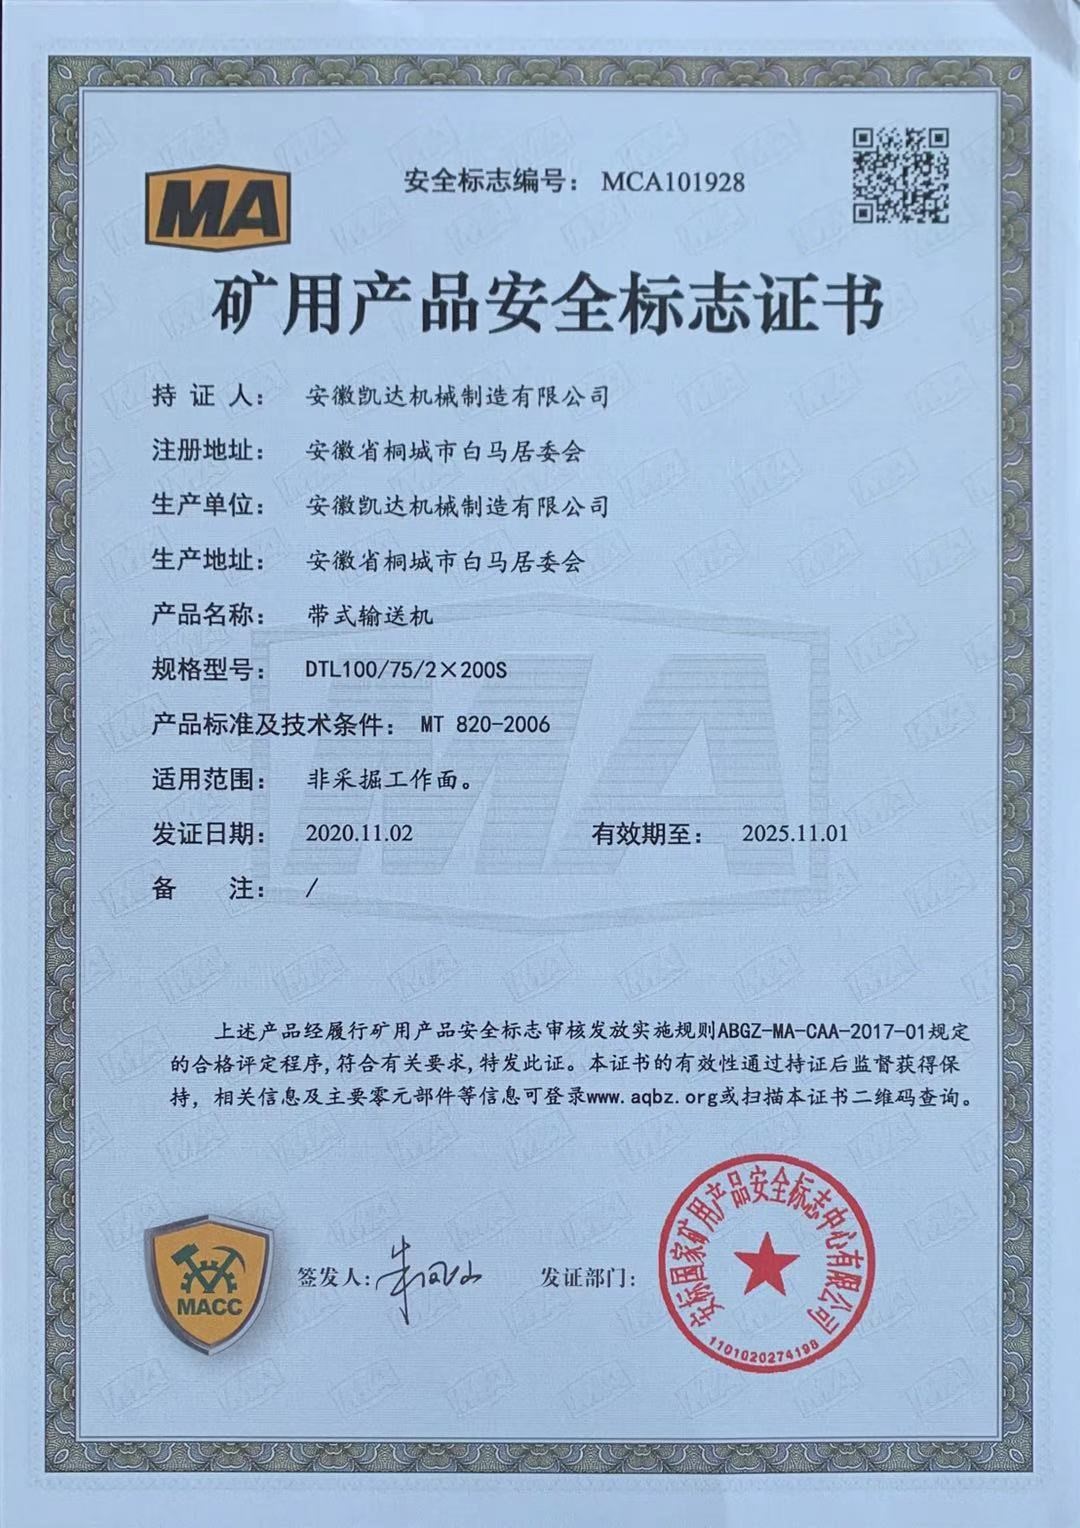 MA
安全标志编号： MCA101928
矿用产品安全标志证书
持 证 人： 安徽凯达机械制造有限公司
注册地址： 安徽省桐城市白马居委会
生产单位： 安徽凯达机械制造有限公司
生产地址： 安徽省桐城市白马居委会
产品名称： 带式输送机
规格型号： DTL100/75/2×200S
产品标准及技术条件： MT 820-2006
适用范围： 非采掘工作面。
发证日期： 2020.11.02 有效期至： 2025.11.01
备 注： /
上述产品经履行矿用产品安全标志审核发放实施规则ABGZ-MA-CAA-2017-01规定
的合格评定程序,符合有关要求,特发此证。本证书的有效性通过持证后监督获得保
持，相关信息及主要零元部件等信息可登录www.aqbz.org或扫描本证书二维码查询。
MACC
签发人: 发证部门:
安标国家矿用产品安全标志中心有限公司
1101020274198